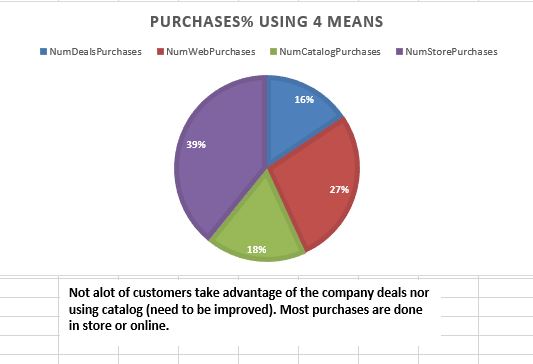 PURCHASES% USING 4 MEANS
NumDealsPurchases NumWebPurchases NumCatalogPurchases NumStorePurchases
16%
39%
27%
18%
Not alot of customers take advantage of the company deals nor
using catalog (need to be improved). Most purchases are done
in store or online.